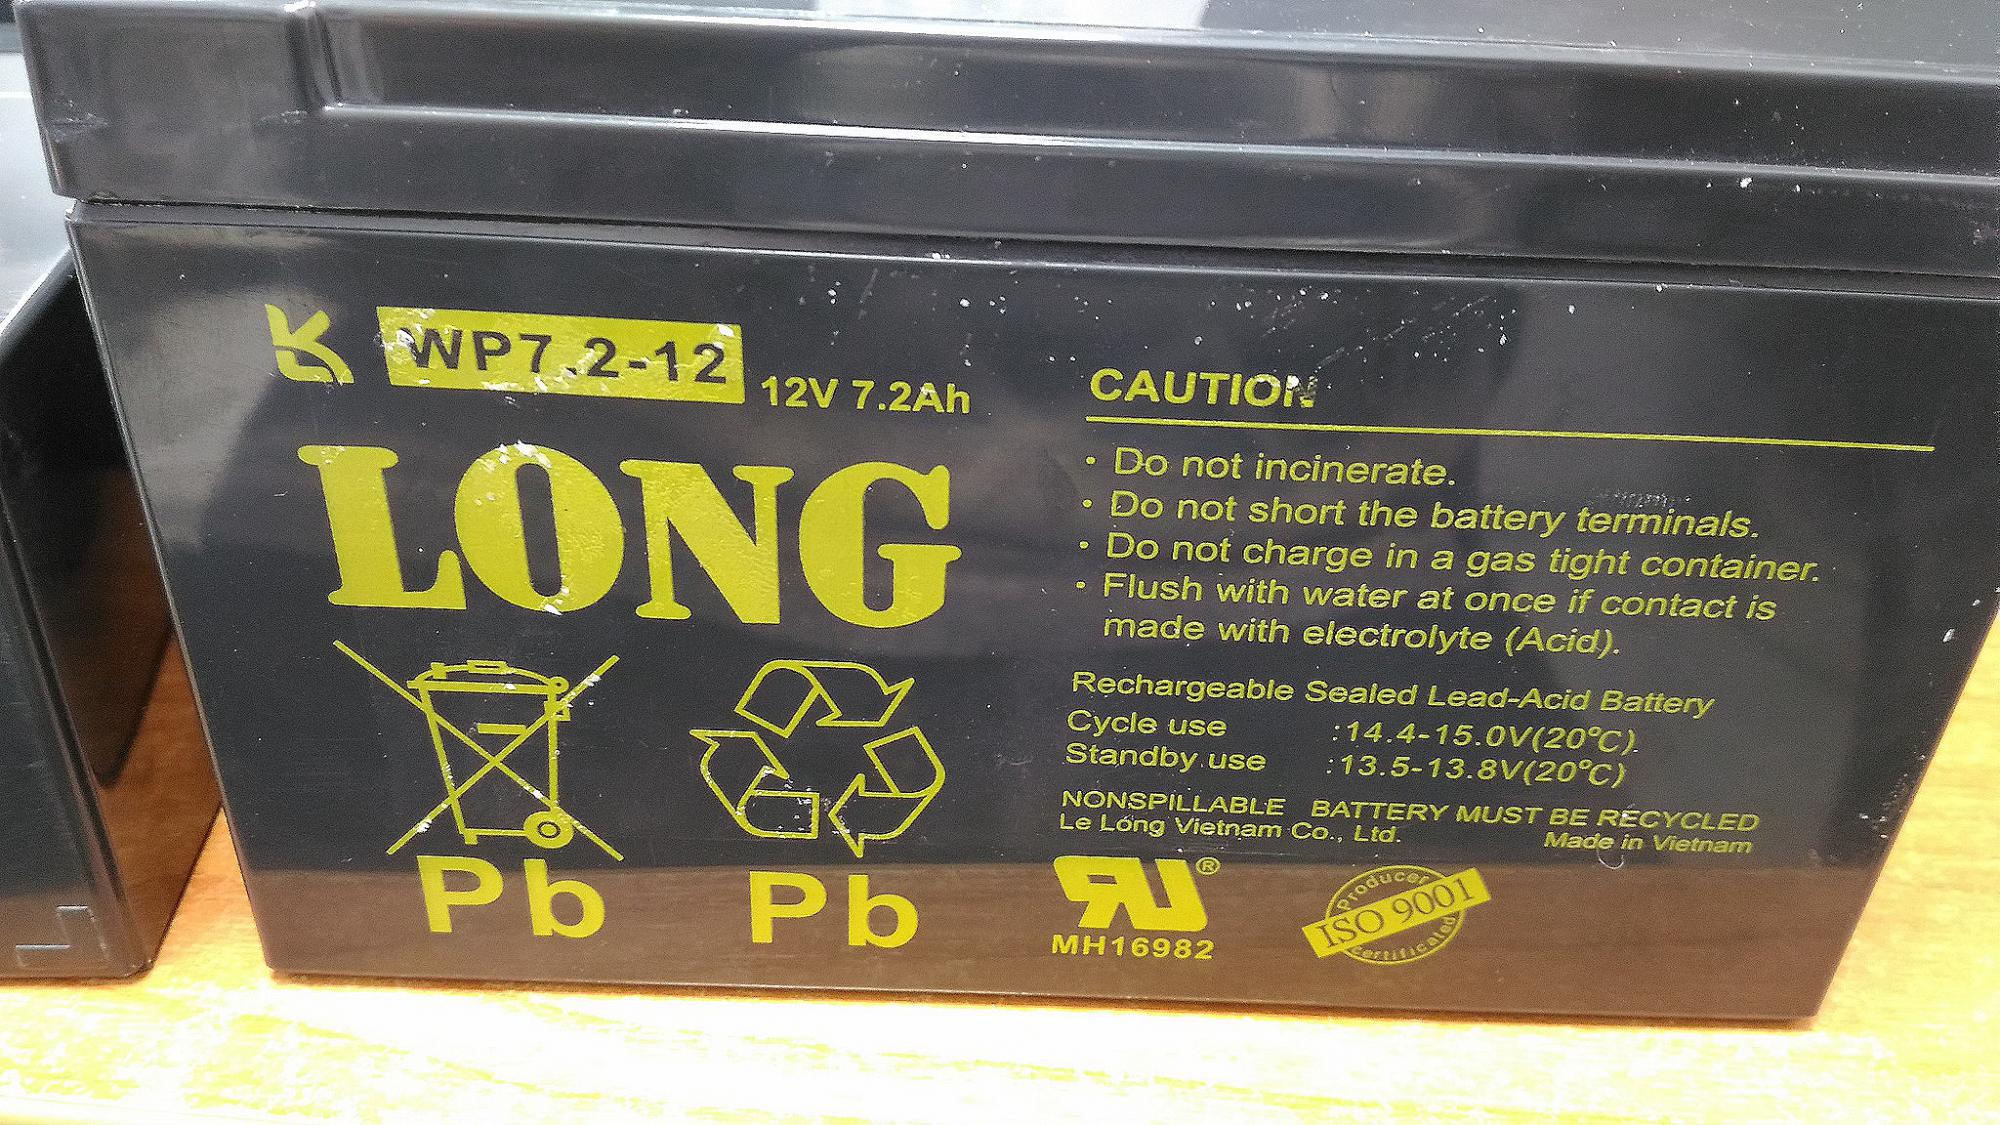 WP7.2-12
12V 7.2Ah
LONG
Pb
Pb
CAUTION
· Do not incinerate.
· Do not short the battery terminals.
· Do not charge in a gas tight container.
· Flush with water at once if contact is
made with electrolyte (Acid).
Rechargeable Sealed Lead-Acid Battery
Cycle use :14.4-15.0V(20°C)
Standby use :13.5-13.8V(20°C)
NONSPILLABLE BATTERY MUST BE RECYCLED
Le Long Vietnam Co., Ltd. Made in Vietnam
RU®
MH16982
Producer
ISO 9001
Certificated